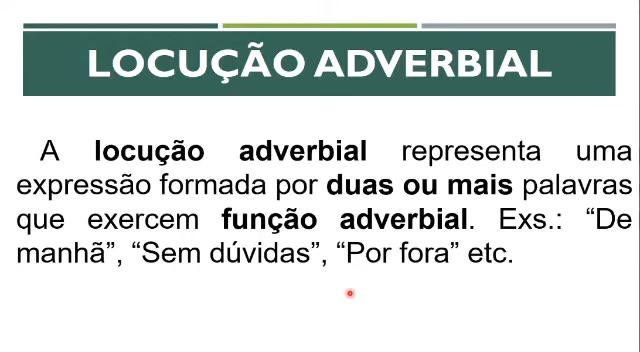 LOCUÇÃO ADVERBIAL
A locução adverbial representa uma
expressão formada por duas ou mais palavras
que exercem função adverbial. Exs.: “De
manhã”, “Sem dúvidas”, “Por fora” etc.